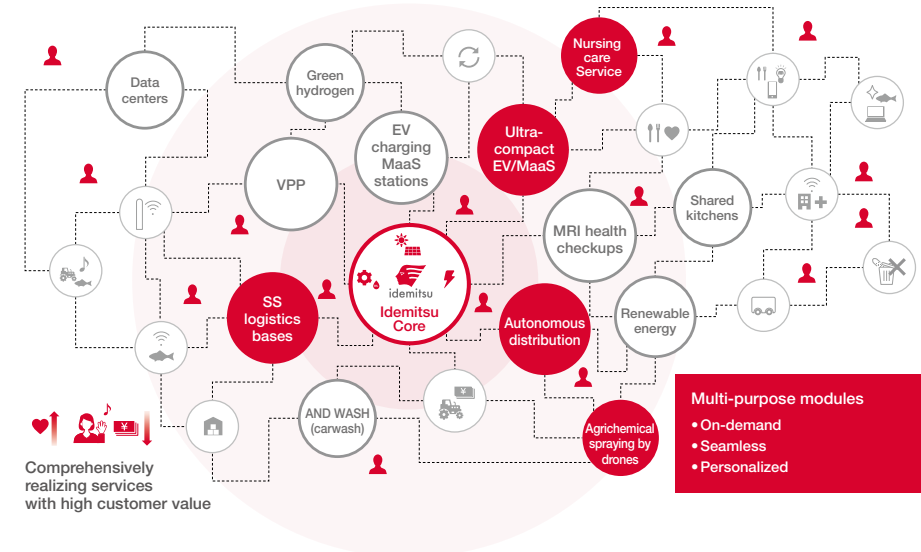 Nursing
care
Service
Data
centers
Green
hydrogen
EV
charging
MaaS
stations
Ultra-
compact
EV/MaaS
VPP
Shared
kitchens
MRI health
checkups
idemitsu
Idemitsu
Core
SS
logistics
bases
Autonomous
distribution
Renewable
energy
¥
AND WASH
(carwash)
Agrichemical
spraying by
drones
Multi-purpose modules
• On-demand
• Seamless
• Personalized
¥
Comprehensively
realizing services
with high customer value